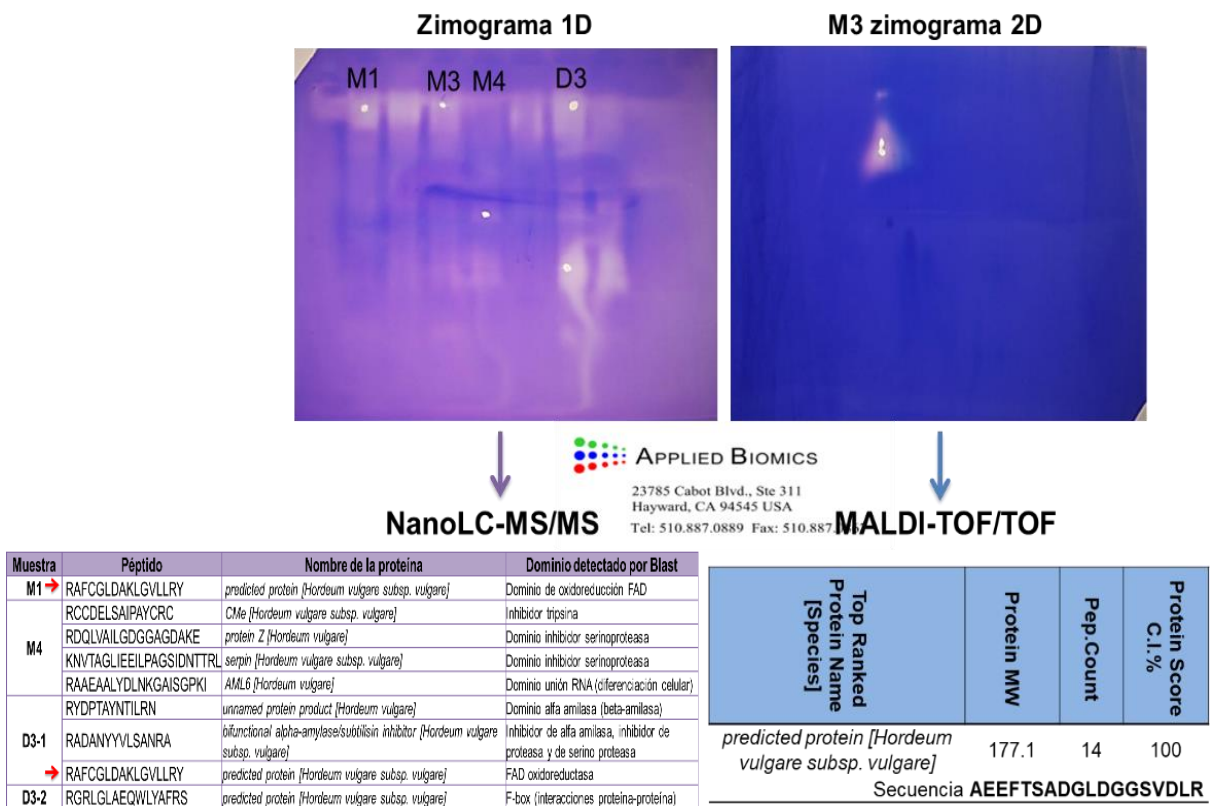 Zimograma 1D
M3 zimograma 2D
M1 M3 M4 D3
APPLIED BIOMICS
23785 Cabot Blvd., Ste 311
Hayward, CA 94545 USA
Tel: 510.887.0889 Fax: 510.887.
NanoLC-MS/MS
MALDI-TOF/TOF
Muestra Péptido Nombre de la proteína Dominio detectado por Blast
M1 RAFCGLDAKLGVLLRY predicted protein [Hordeum vulgare subsp. vulgare] Dominio de oxidoreducción FAD
M4
RCCDELSAIPAYCRC CMe [Hordeum vulgare subsp. vulgare] Inhibidor tripsina
RDQLVAILGDGGAGDAKE protein Z [Hordeum vulgare] Dominio inhibidor serinoproteasa
KNVTAGLIEEILPAGSIDNTTRL serpin [Hordeum vulgare subsp. vulgare] Dominio inhibidor serinoproteasa
RAAEAALYDLNKGAISGPKI AML6 [Hordeum vulgare] Dominio unión RNA (diferenciación celular)
D3-1
RYDPTAYNTILRN unnamed protein product [Hordeum vulgare] Dominio alfa amilasa (beta-amilasa)
RADANYYVLSANRA bifunctional alpha-amylase/subtilisin inhibitor [Hordeum vulgare subsp. vulgare] Inhibidor de alfa amilasa, inhibidor de proteasa y de serino proteasa
RAFCGLDAKLGVLLRY predicted protein [Hordeum vulgare subsp. vulgare] FAD oxidoreductasa
D3-2 RGRLGLAEQWLYAFRS predicted protein [Hordeum vulgare subsp. vulgare] F-box (interacciones proteína-proteína)
Top Ranked Protein Name [Species]
Protein MW
Pep.Count
Protein Score C.I.%
predicted protein [Hordeum vulgare subsp. vulgare] 177.1 14 100
Secuencia AEEFTSADGLDGGSVDLR